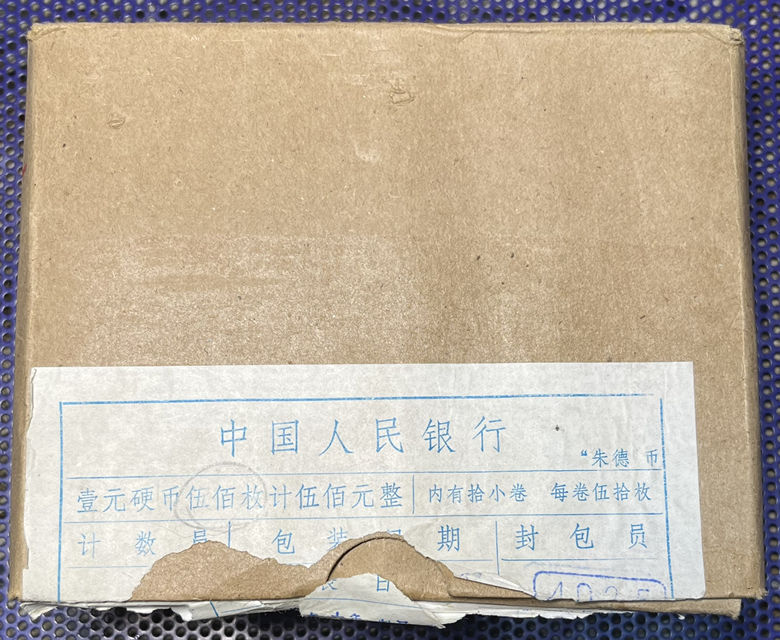 中国人民银行
“朱德 币
壹元硬币伍佰枚计伍佰元整 内有拾小卷 每卷伍拾枚
计数员 包装日期 封包员